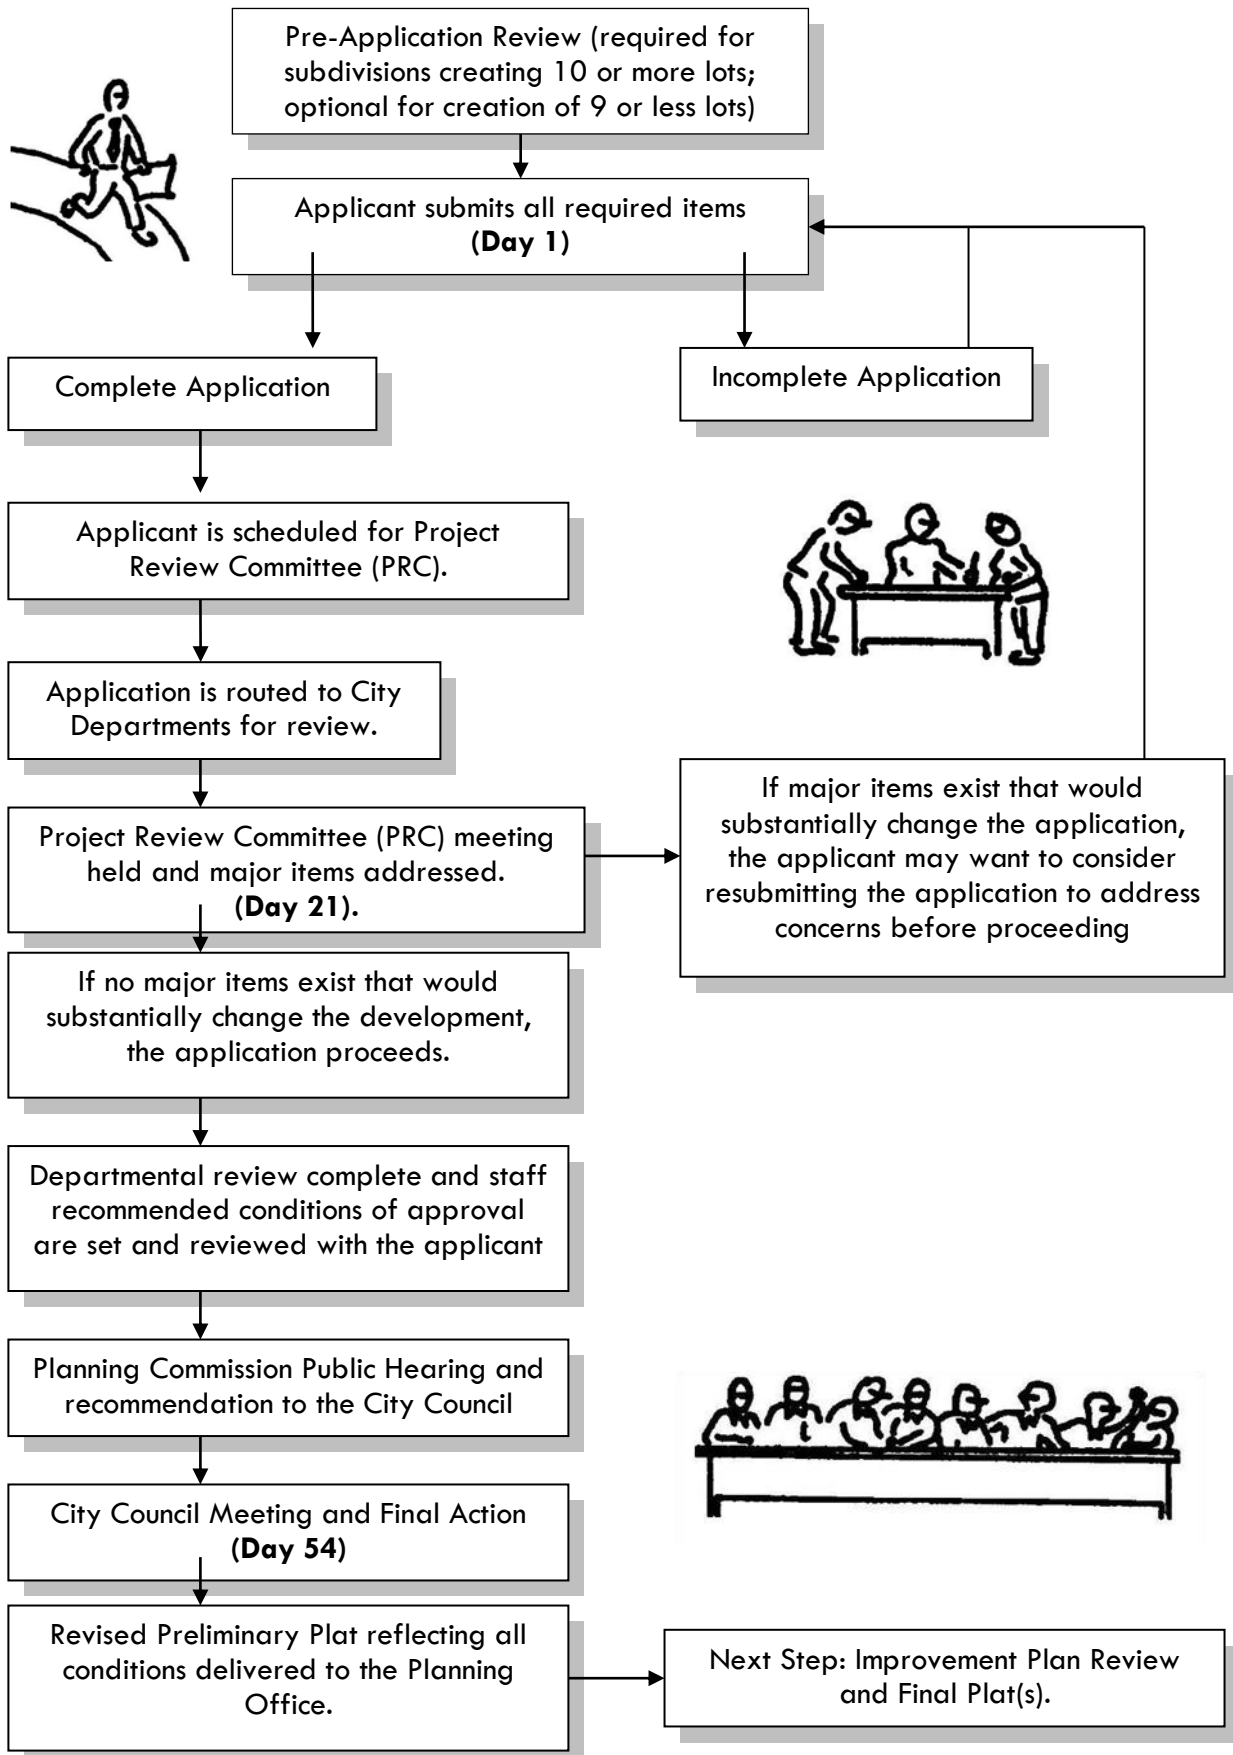 Pre-Application Review (required for
subdivisions creating 10 or more lots;
optional for creation of 9 or less lots)
Applicant submits all required items
(Day 1)
Complete Application
Incomplete Application
Applicant is scheduled for Project
Review Committee (PRC).
Application is routed to City
Departments for review.
Project Review Committee (PRC) meeting
held and major items addressed.
(Day 21).
If major items exist that would
substantially change the application,
the applicant may want to consider
resubmitting the application to address
concerns before proceeding
If no major items exist that would
substantially change the development,
the application proceeds.
Departmental review complete and staff
recommended conditions of approval
are set and reviewed with the applicant
Planning Commission Public Hearing and
recommendation to the City Council
City Council Meeting and Final Action
(Day 54)
Revised Preliminary Plat reflecting all
conditions delivered to the Planning
Office.
Next Step: Improvement Plan Review
and Final Plat(s).